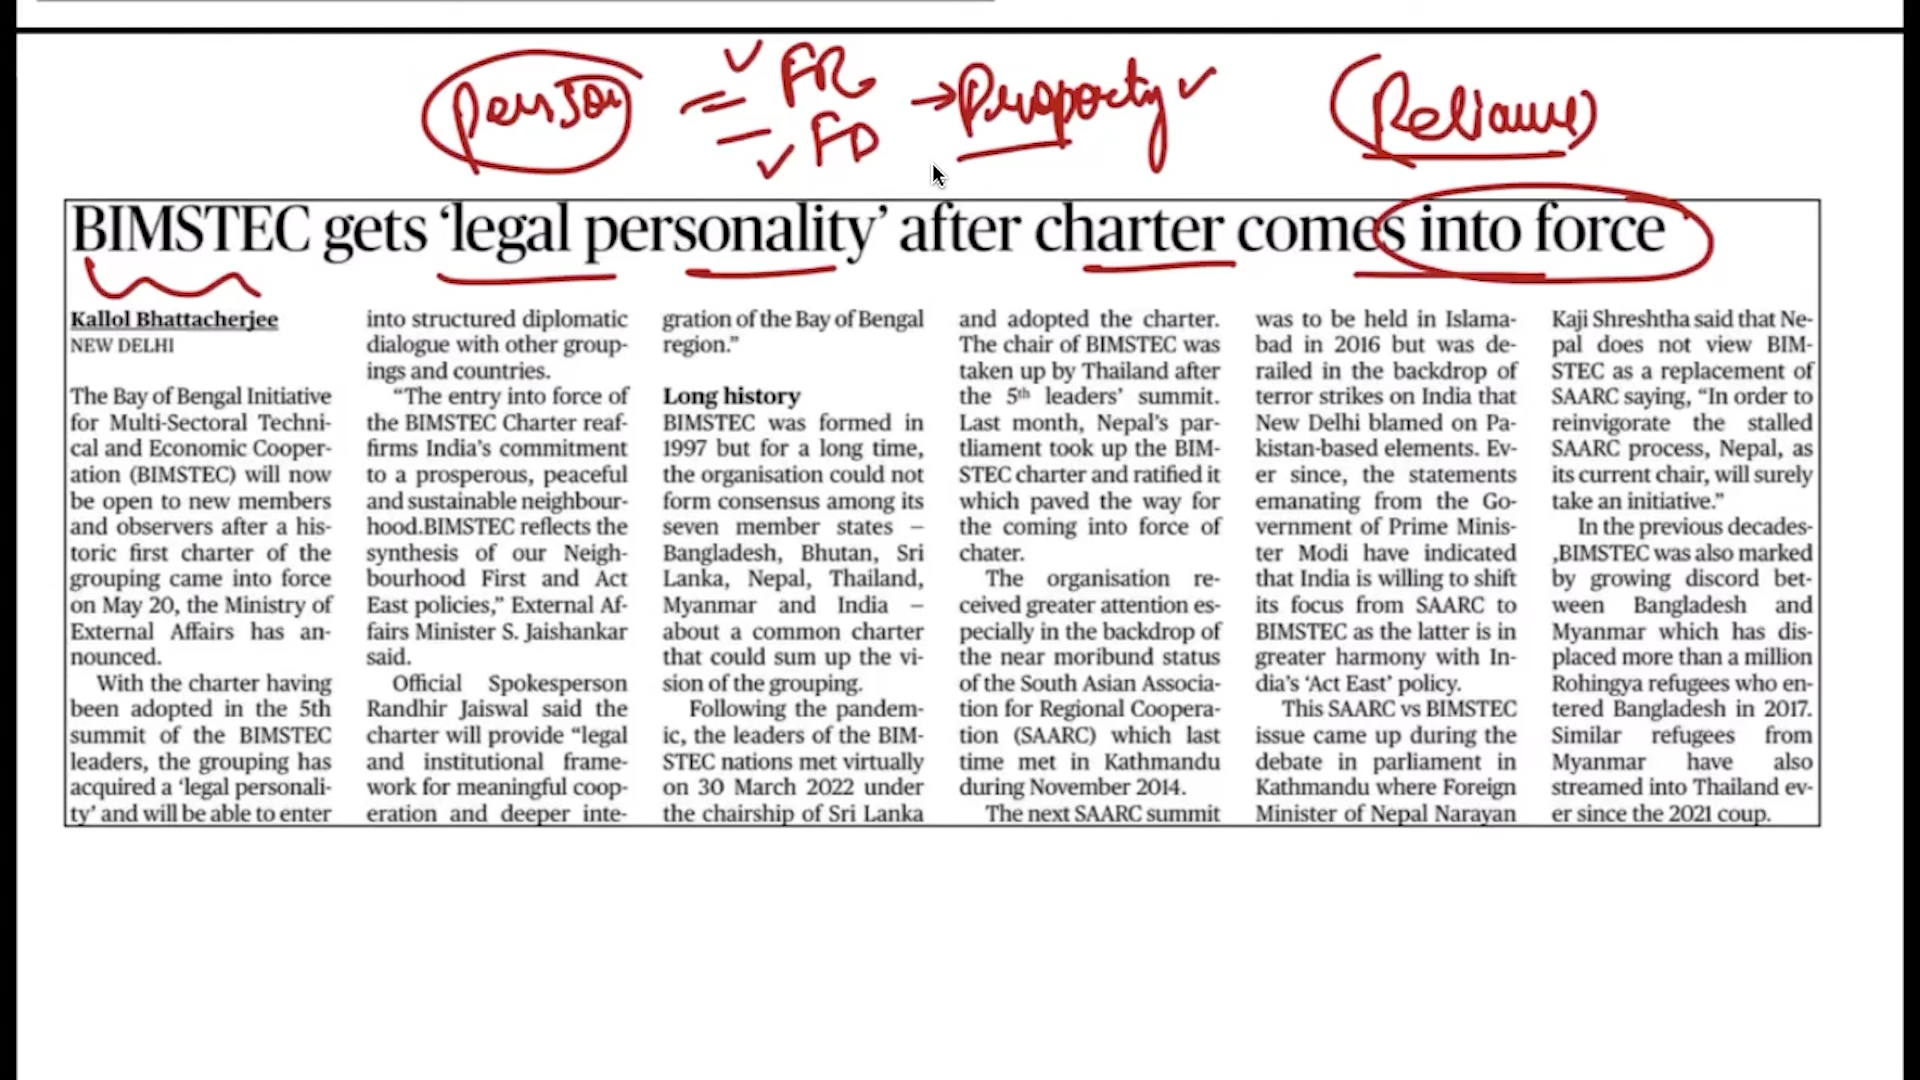 person = FR → Property (Reliance)
– FD
BIMSTEC gets ‘legal personality’ after charter comes into force
Kallol Bhattacherjee
NEW DELHI
The Bay of Bengal Initiative
for Multi-Sectoral Techni-
cal and Economic Cooper-
ation (BIMSTEC) will now
be open to new members
and observers after a his-
toric first charter of the
grouping came into force
on May 20, the Ministry of
External Affairs has an-
nounced.
With the charter having
been adopted in the 5th
summit of the BIMSTEC
leaders, the grouping has
acquired a ‘legal personali-
ty’ and will be able to enter
into structured diplomatic
dialogue with other group-
ings and countries.
“The entry into force of
the BIMSTEC Charter reaf-
firms India’s commitment
to a prosperous, peaceful
and sustainable neighbour-
hood.BIMSTEC reflects the
synthesis of our Neigh-
bourhood First and Act
East policies,” External Af-
fairs Minister S. Jaishankar
said.
Official Spokesperson
Randhir Jaiswal said the
charter will provide “legal
and institutional frame-
work for meaningful coop-
eration and deeper inte-
gration of the Bay of Bengal
region.”
Long history
BIMSTEC was formed in
1997 but for a long time,
the organisation could not
form consensus among its
seven member states –
Bangladesh, Bhutan, Sri
Lanka, Nepal, Thailand,
Myanmar and India –
about a common charter
that could sum up the vi-
sion of the grouping.
Following the pandem-
ic, the leaders of the BIM-
STEC nations met virtually
on 30 March 2022 under
the chairship of Sri Lanka
and adopted the charter.
The chair of BIMSTEC was
taken up by Thailand after
the 5th leaders’ summit.
Last month, Nepal’s par-
tliament took up the BIM-
STEC charter and ratified it
which paved the way for
the coming into force of
chater.
The organisation re-
ceived greater attention es-
pecially in the backdrop of
the near moribund status
of the South Asian Associa-
tion for Regional Coopera-
tion (SAARC) which last
time met in Kathmandu
during November 2014.
The next SAARC summit
was to be held in Islama-
bad in 2016 but was de-
railed in the backdrop of
terror strikes on India that
New Delhi blamed on Pa-
kistan-based elements. Ev-
er since, the statements
emanating from the Go-
vernment of Prime Minis-
ter Modi have indicated
that India is willing to shift
its focus from SAARC to
BIMSTEC as the latter is in
greater harmony with In-
dia’s ‘Act East’ policy.
This SAARC vs BIMSTEC
issue came up during the
debate in parliament in
Kathmandu where Foreign
Minister of Nepal Narayan
Kaji Shreshtha said that Ne-
pal does not view BIM-
STEC as a replacement of
SAARC saying, “In order to
reinvigorate the stalled
SAARC process, Nepal, as
its current chair, will surely
take an initiative.”
In the previous decades-
,BIMSTEC was also marked
by growing discord bet-
ween Bangladesh and
Myanmar which has dis-
placed more than a million
Rohingya refugees who en-
tered Bangladesh in 2017.
Similar refugees from
Myanmar have also
streamed into Thailand ev-
er since the 2021 coup.